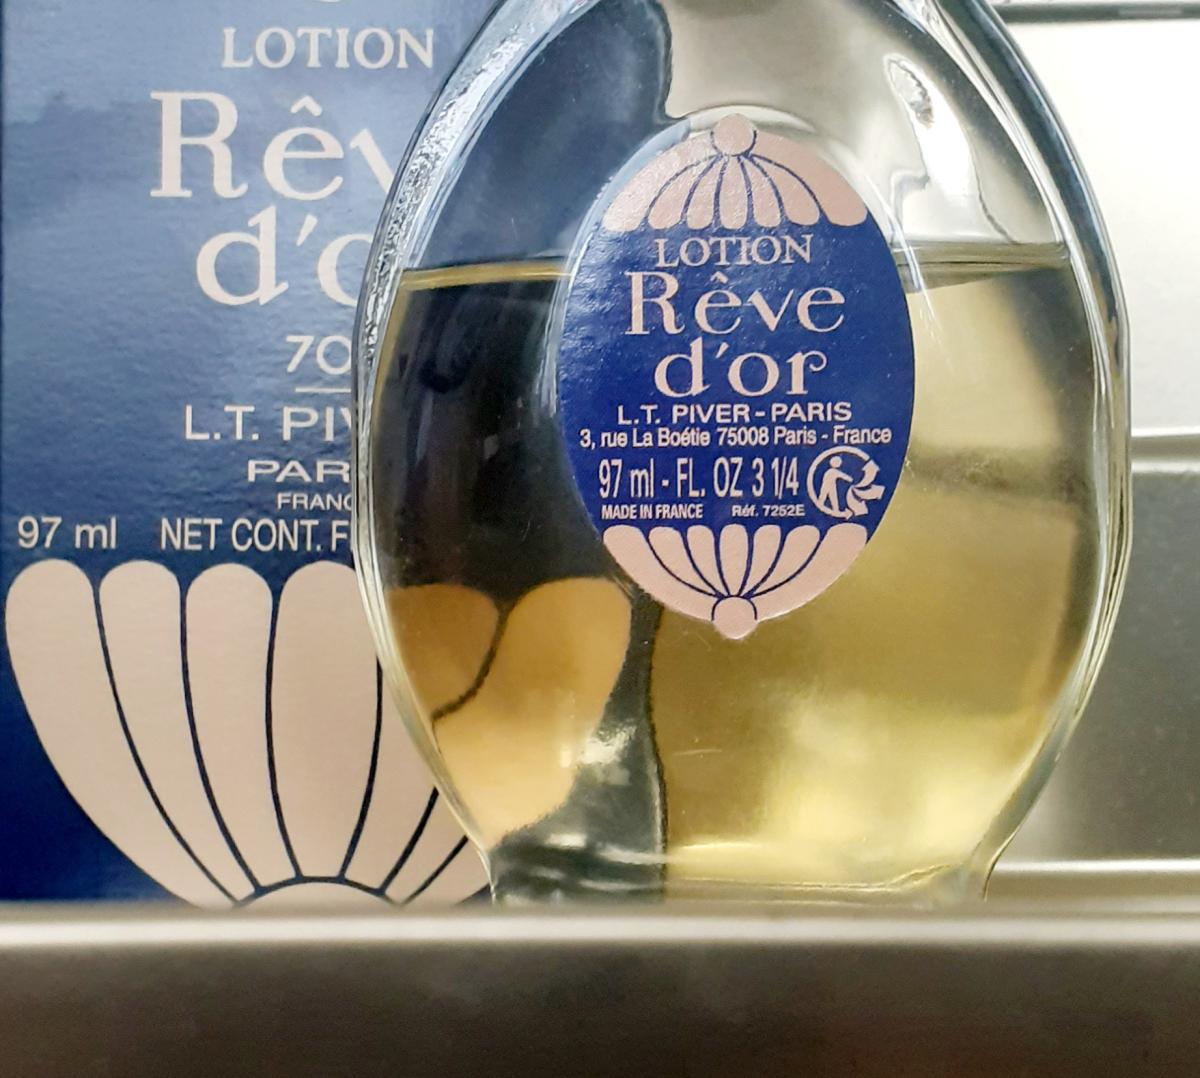 LOTION
Rêv
d'o
70
L.T. PIV
PAR
FRANC
97 ml NET CONT. F
LOTION
Rêve
d'or
L.T. PIVER-PARIS
3, rue La Boétie 75008 Paris - France
97 ml - FL. OZ 3 1/4
MADE IN FRANCE Réf. 7252E